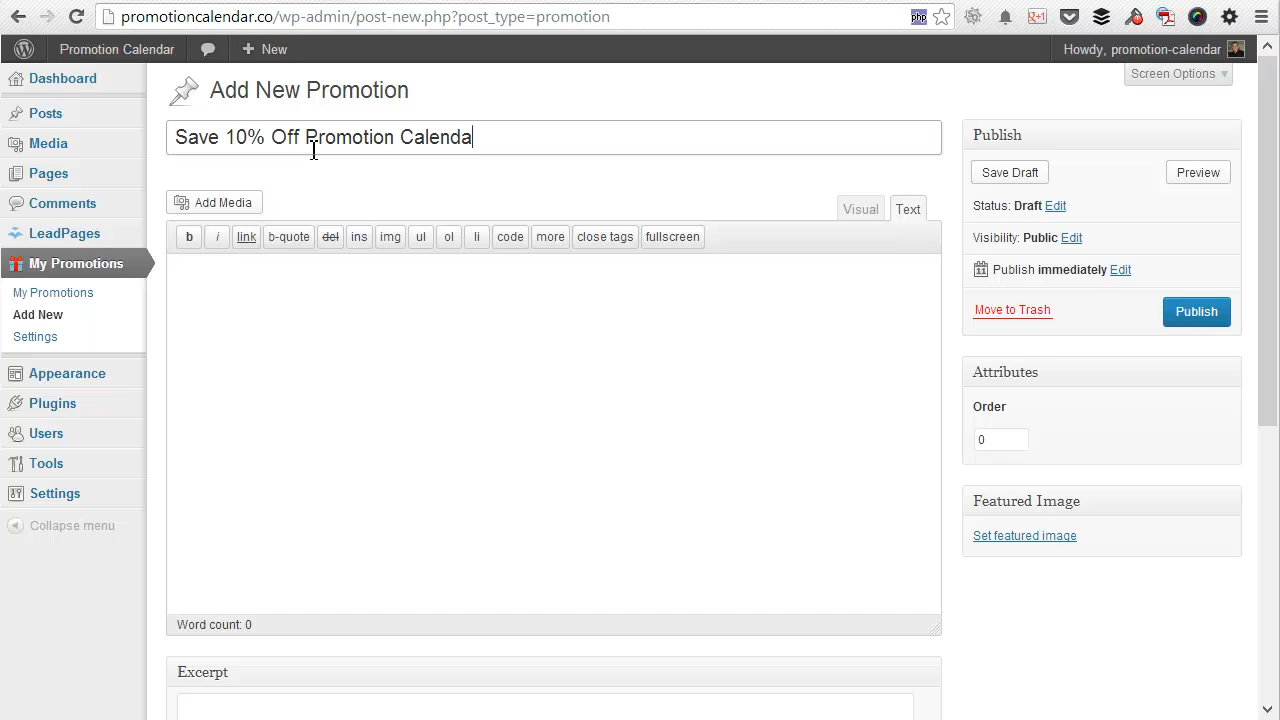 promotioncalendar.co/wp-admin/post-new.php?post_type=promotion
php
Promotion Calendar
New
Howdy, promotion-calendar
Screen Options
Dashboard
Posts
Media
Pages
Comments
LeadPages
My Promotions
My Promotions
Add New
Settings
Appearance
Plugins
Users
Tools
Settings
Collapse menu
Add New Promotion
Save 10% Off Promotion Calenda
Add Media
Visual
Text
b
i
link
b-quote
del
ins
img
ul
ol
li
code
more
close tags
fullscreen
Word count: 0
Excerpt
Publish
Save Draft
Preview
Status: Draft Edit
Visibility: Public Edit
Publish immediately Edit
Move to Trash
Publish
Attributes
Order
0
Featured Image
Set featured image